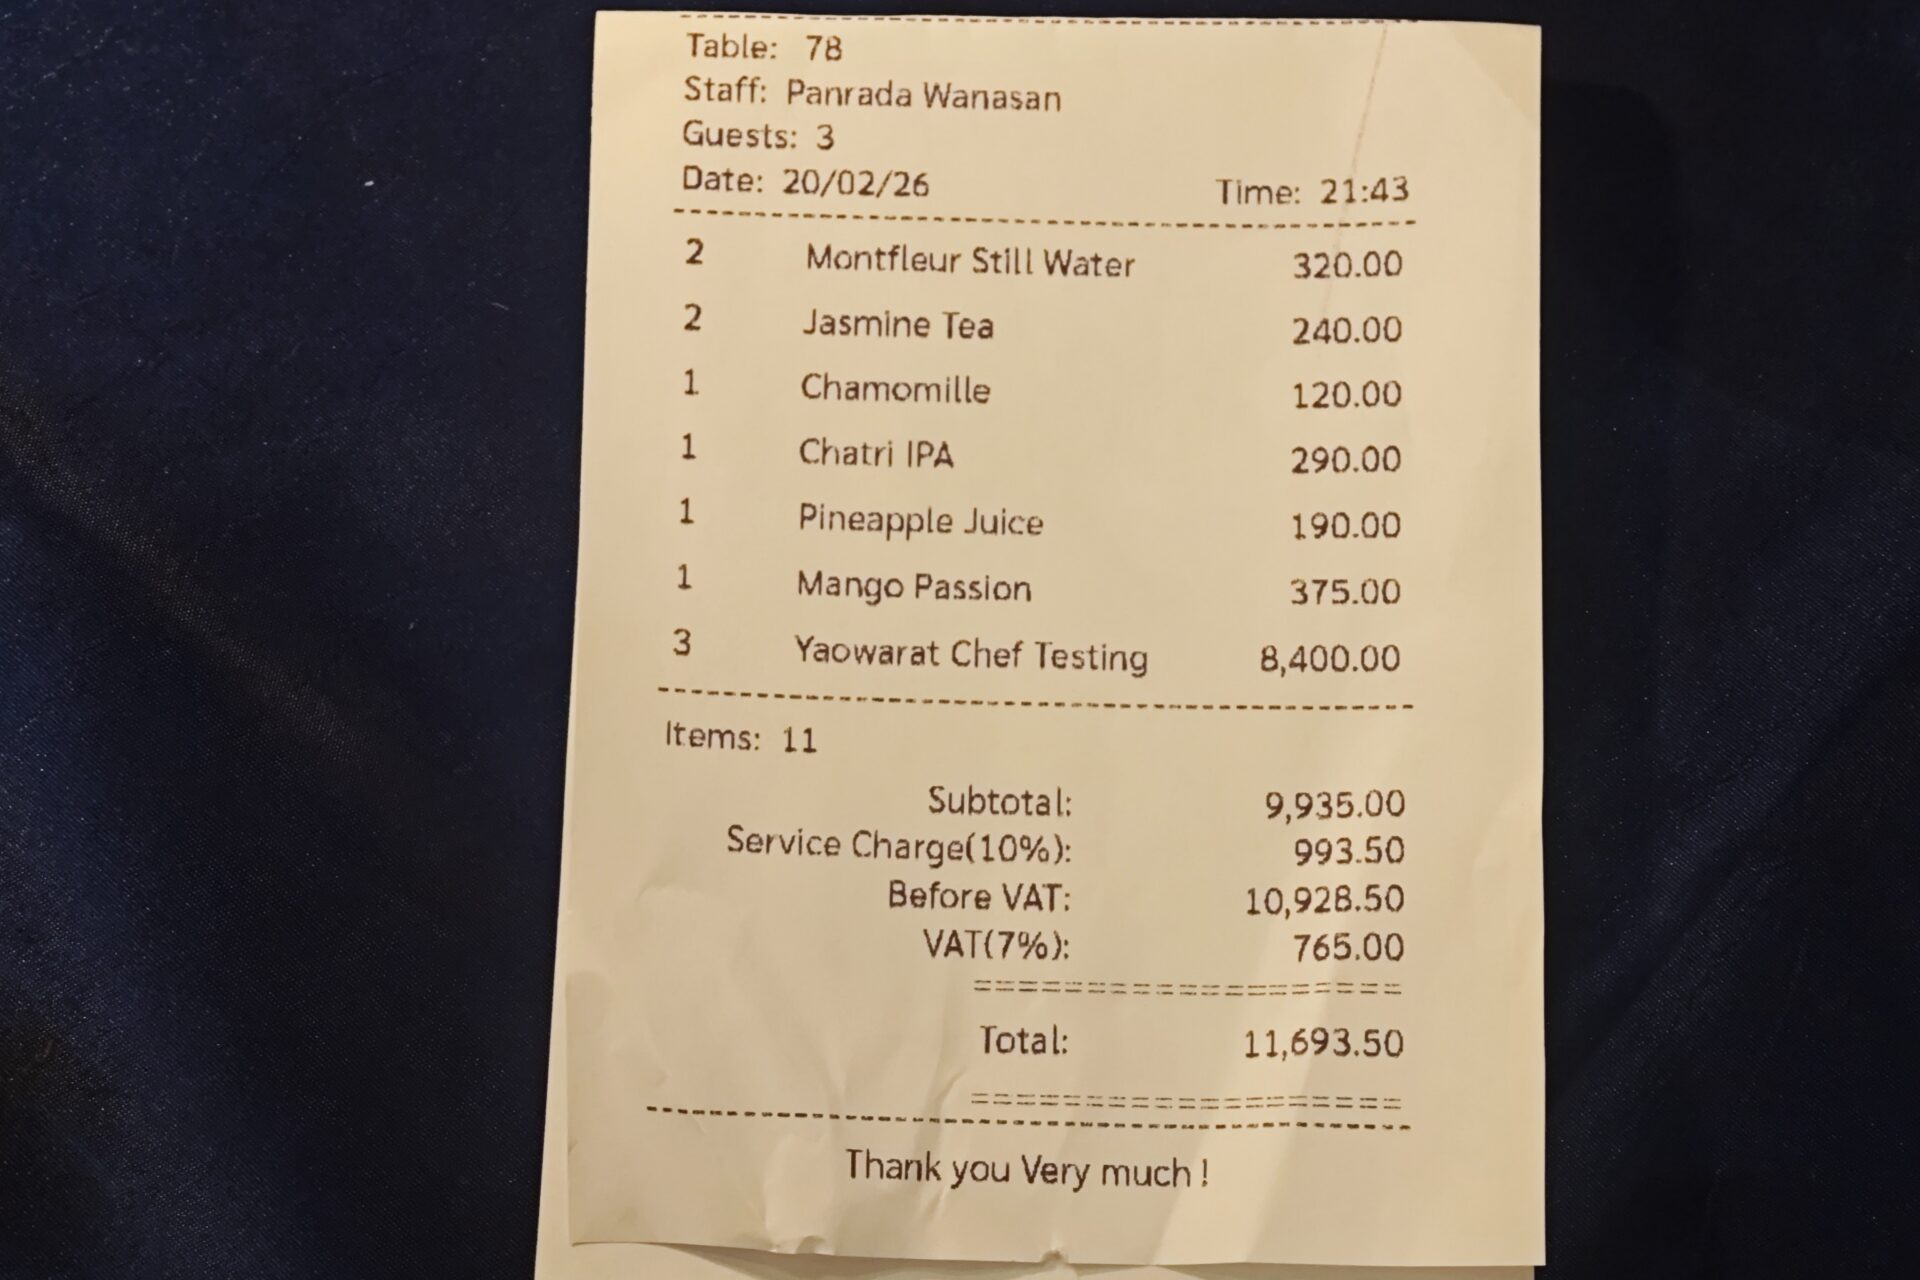 Table: 78
Staff: Panrada Wanasan
Guests: 3
Date: 20/02/26 Time: 21:43
2 Montfleur Still Water 320.00
2 Jasmine Tea 240.00
1 Chamomille 120.00
1 Chatri IPA 290.00
1 Pineapple Juice 190.00
1 Mango Passion 375.00
3 Yaowarat Chef Testing 8,400.00
Items: 11
Subtotal: 9,935.00
Service Charge(10%): 993.50
Before VAT: 10,928.50
VAT(7%): 765.00
Total: 11,693.50
Thank you Very much !